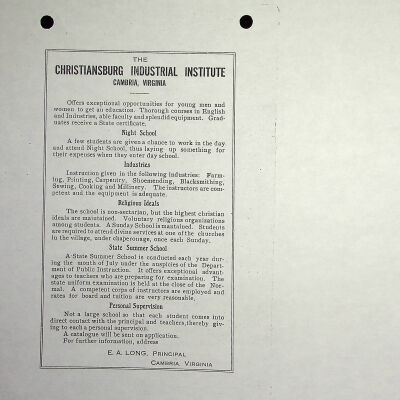 THE
CHRISTIANSBURG INDUSTRIAL INSTITUTE
CAMBRIA, VIRGINIA
Offers exceptional opportunities for young men and
women to get an education. Thorough courses in English
and Industries, able faculty and splendid equipment. Grad-
uates receive a State certificate.
Night School
A few students are given a chance to work in the day
and attend Night School, thus laying up something for
their expenses when they enter day school.
Industries
Instruction given in the following industries: Farm-
ing, Printing, Carpentry, Shoemending, Blacksmithing,
Sewing, Cooking and Millinery. The instructors are com-
petent and the equipment is adequate.
Religious Ideals
The school is non-sectarian, but the highest christian
ideals are maintained. Voluntary religious organizations
among students. A Sunday School is maintained. Students
are required to attend divine services at one of the churches
in the village, under chaperonage, once each Sunday.
State Summer School
A State Summer School is conducted each year dur-
ing the month of July under the auspicies of the Depart-
ment of Public Instruction. It offers exceptional advant-
ages to teachers who are preparing for examination. The
state uniform examination is held at the close of the Nor-
mal. A competent corps of instructors are employed and
rates for board and tuition are very reasonable.
Personal Supervision
Not a large school so that each student comes into
direct contact with the principal and teachers, thereby giv-
ing to each a personal supervision.
A catalogue will be sent on application.
For farther information, address
E. A. LONG, PRINCIPAL
CAMBRIA, VIRGINIA